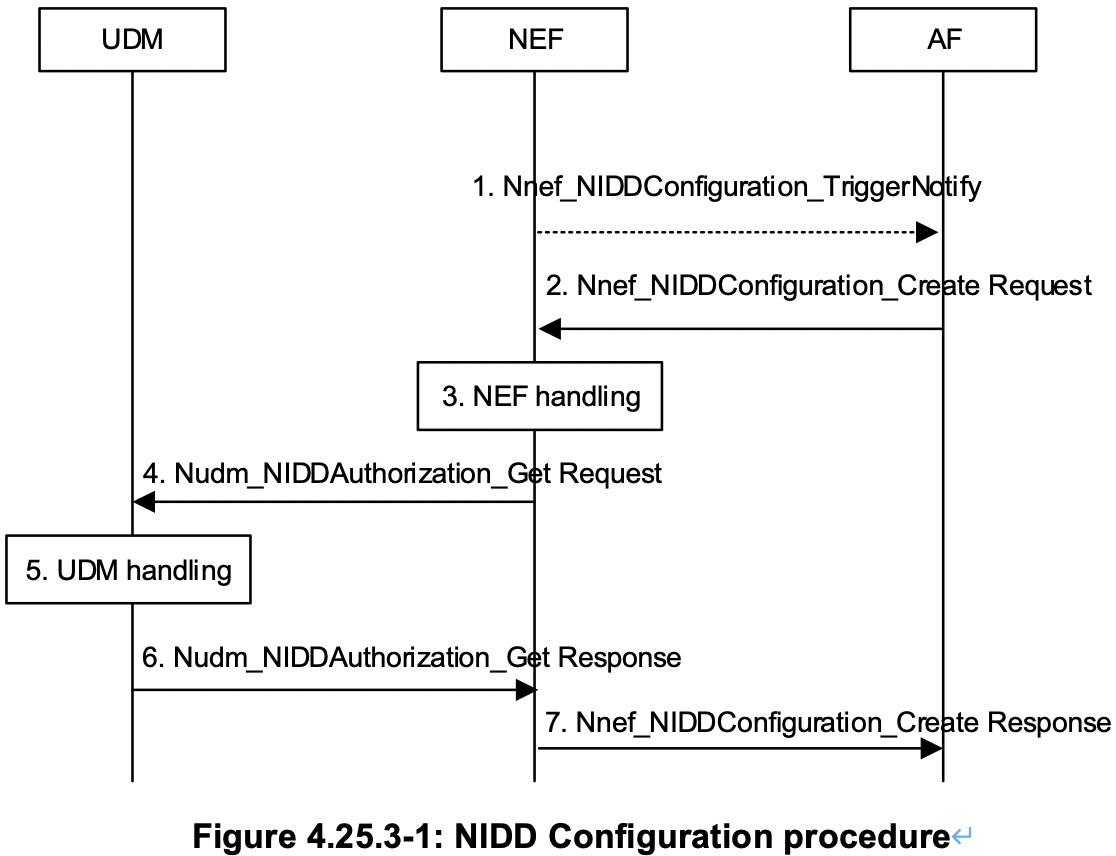 UDM
NEF
AF
1. Nnef_NIDDConfiguration_TriggerNotify
2. Nnef_NIDDConfiguration_Create Request
3. NEF handling
4. Nudm_NIDDAuthorization_Get Request
5. UDM handling
6. Nudm_NIDDAuthorization_Get Response
7. Nnef_NIDDConfiguration_Create Response
Figure 4.25.3-1: NIDD Configuration procedure↵